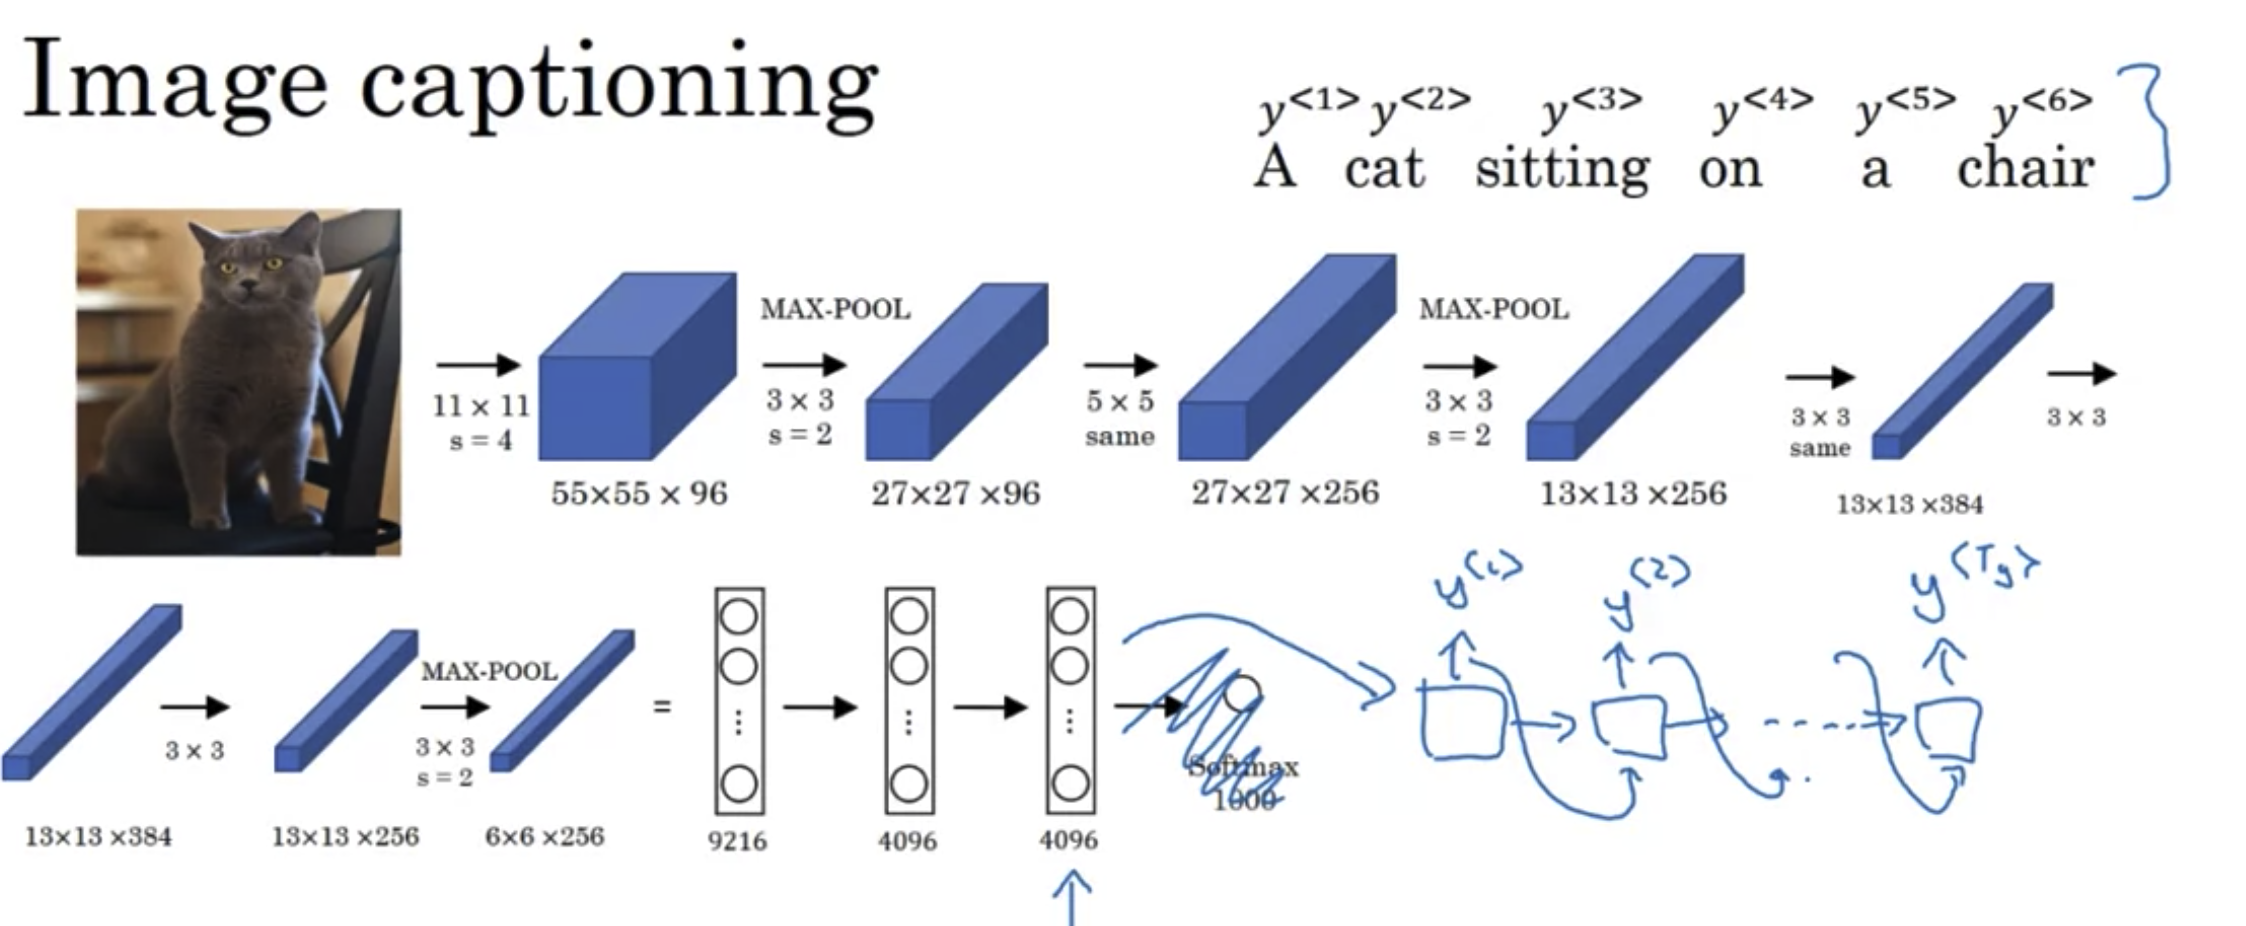 Image captioning
y<1> y<2> y<3> y<4> y<5> y<6>
A cat sitting on a chair
MAX-POOL MAX-POOL
11 × 11 3 × 3 5 × 5 3 × 3 3 × 3 3 × 3
s = 4 s = 2 same s = 2 same
55×55 × 96 27×27 ×96 27×27 ×256 13×13 ×256 13×13 ×384
y<1> y<2> y<Ty>
MAX-POOL
=
3 × 3 3 × 3
s = 2
Softmax
1000
13×13 ×384 13×13 ×256 6×6 ×256 9216 4096 4096